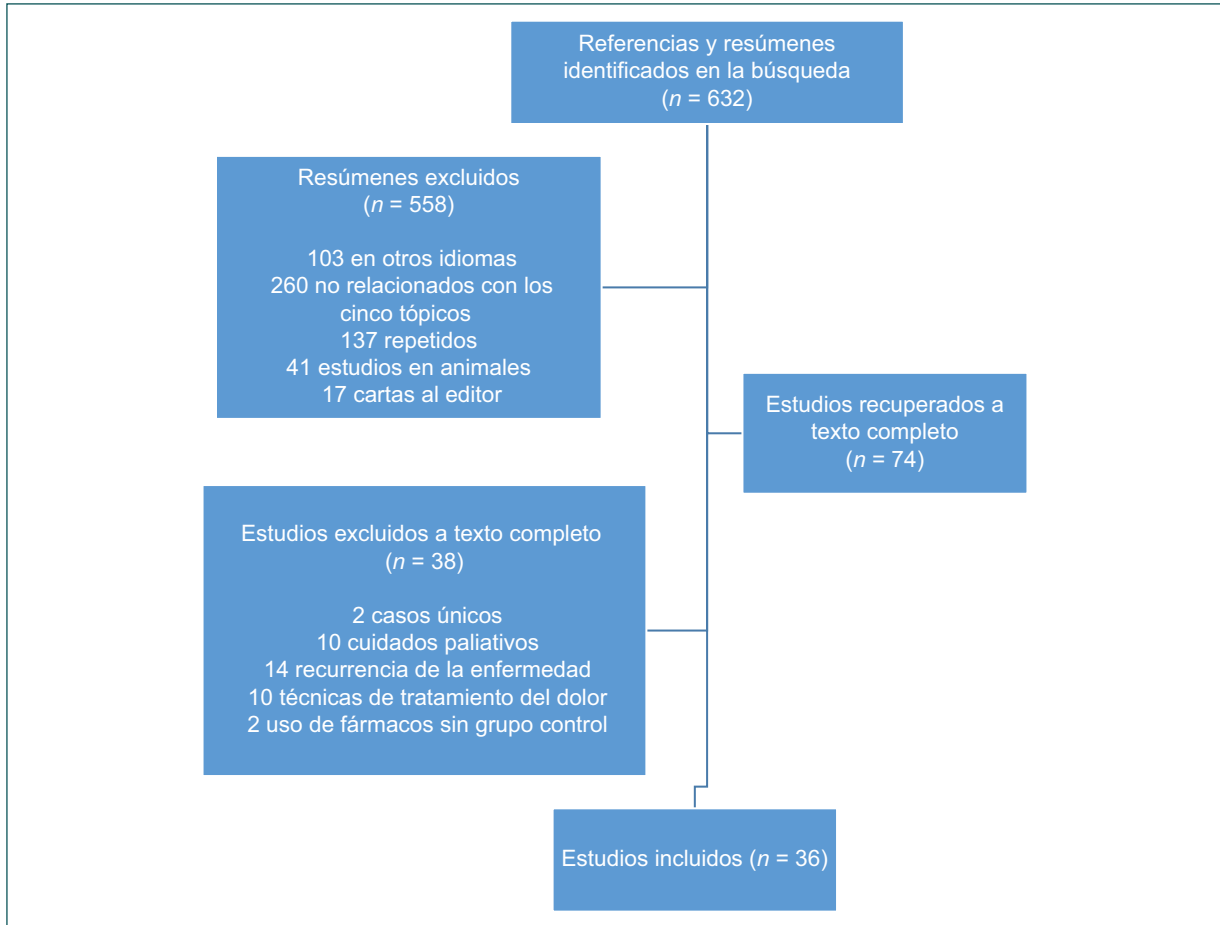 Referencias y resúmenes
identificados en la búsqueda
(n = 632)
Resúmenes excluidos
(n = 558)
103 en otros idiomas
260 no relacionados con los
cinco tópicos
137 repetidos
41 estudios en animales
17 cartas al editor
Estudios recuperados a
texto completo
(n = 74)
Estudios excluidos a texto completo
(n = 38)
2 casos únicos
10 cuidados paliativos
14 recurrencia de la enfermedad
10 técnicas de tratamiento del dolor
2 uso de fármacos sin grupo control
Estudios incluidos (n = 36)